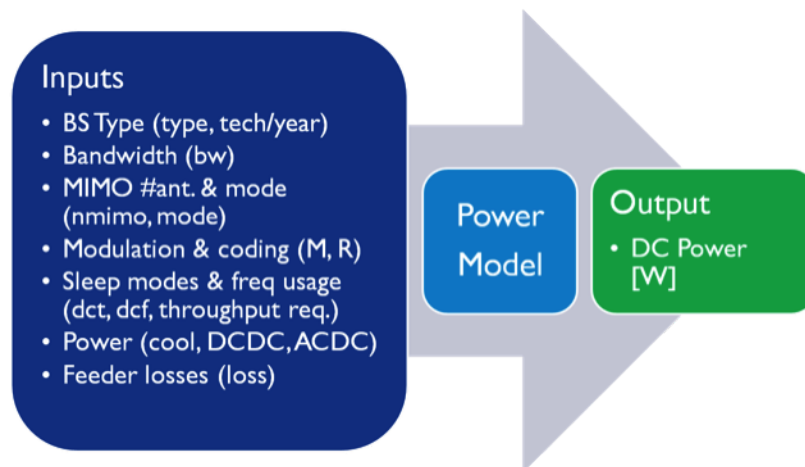 Inputs
• BS Type (type, tech/year)
• Bandwidth (bw)
• MIMO #ant. & mode
(nmimo, mode)
• Modulation & coding (M, R)
• Sleep modes & freq usage
(dct, dcf, throughput req.)
• Power (cool, DCDC, ACDC)
• Feeder losses (loss)
Power
Model
Output
• DC Power
[W]